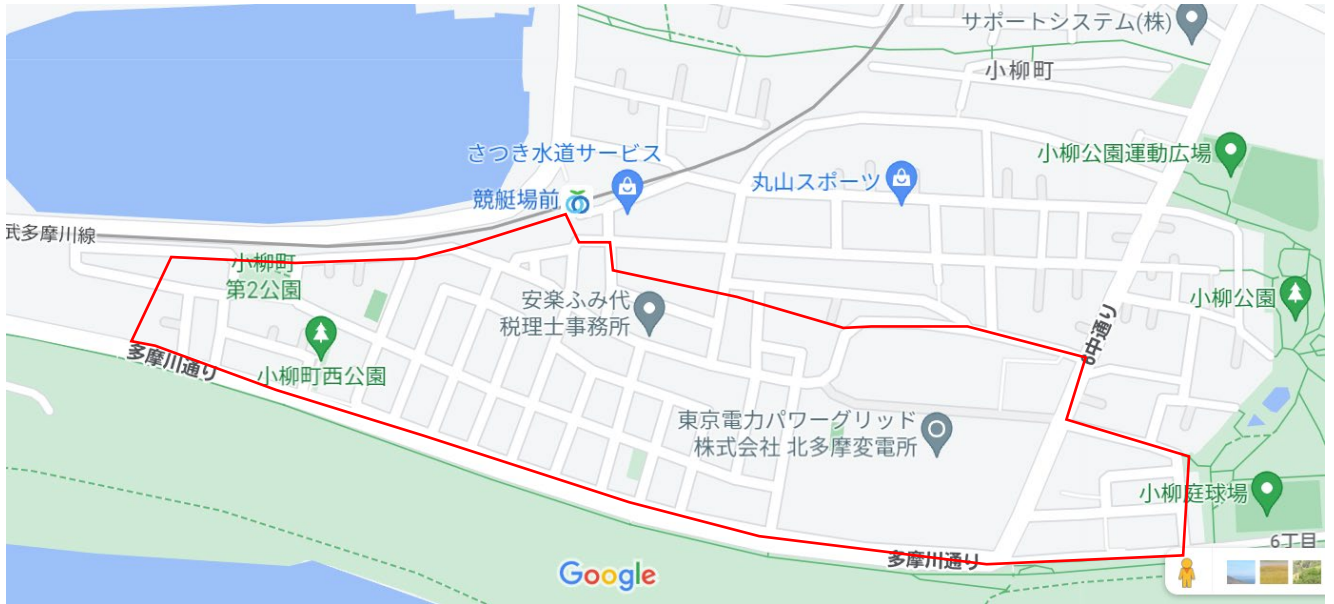 サポートシステム(株)
小柳町
小柳公園運動広場
さつき水道サービス
丸山スポーツ
競艇場前
武多摩川線
小柳町
第2公園
安楽ふみ代
税理士事務所
小柳公園
中通り
多摩川通り
小柳町西公園
東京電力パワーグリッド
株式会社 北多摩変電所
小柳庭球場
6丁目
多摩川通り
Google